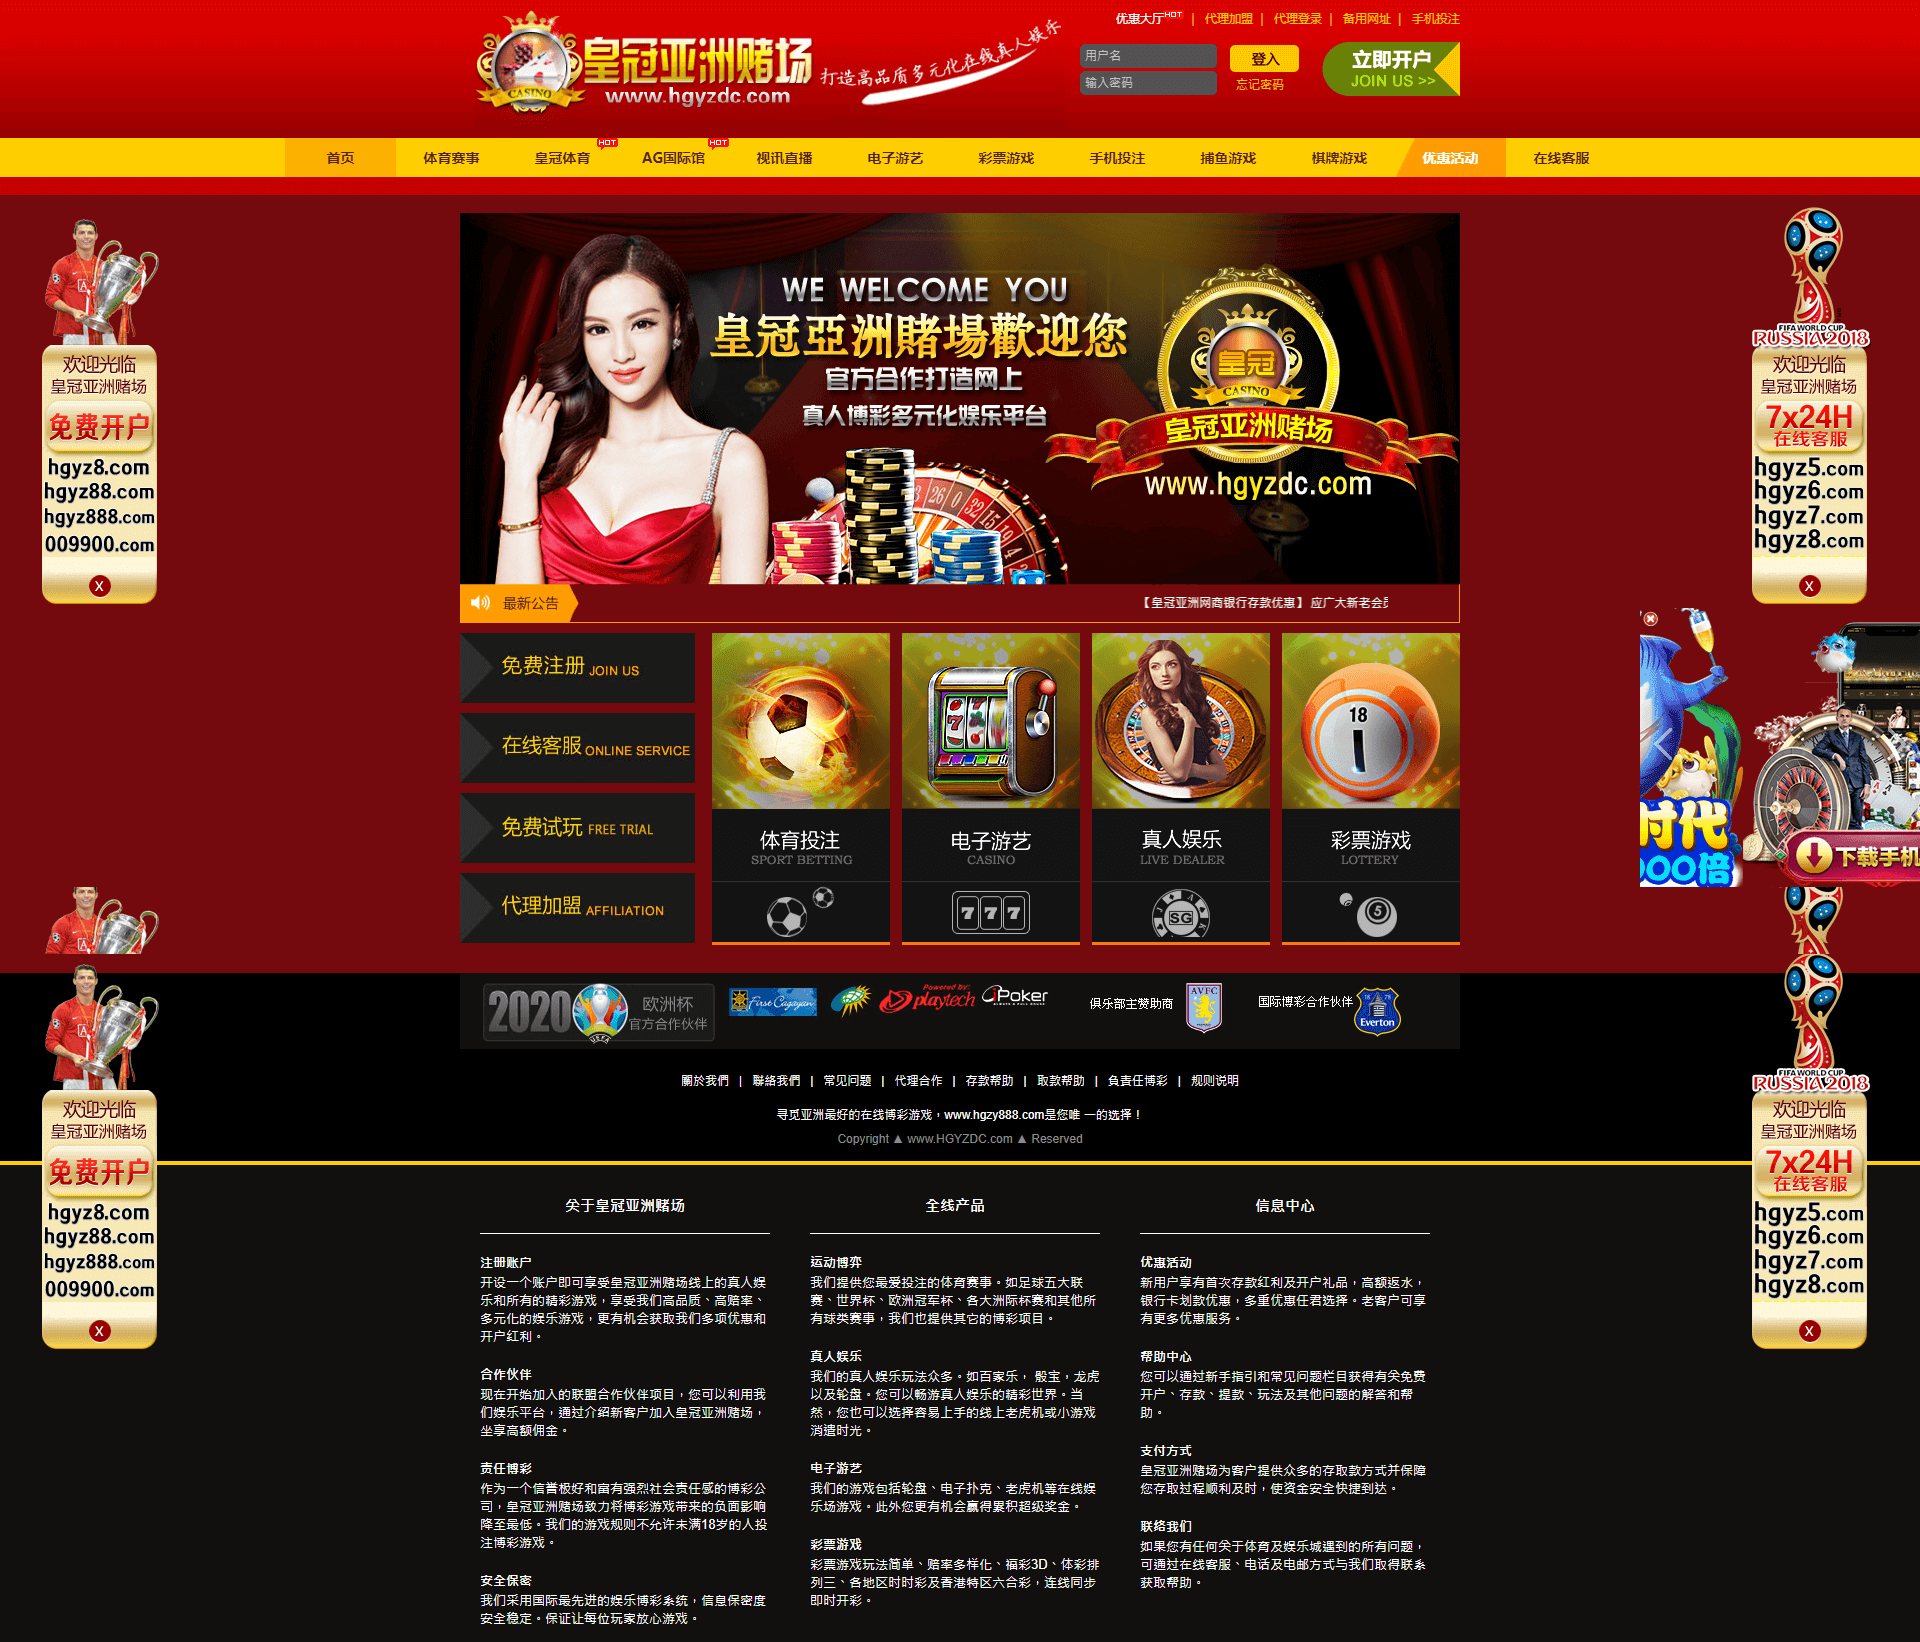 优惠大厅HOT | 代理加盟 | 代理登录 | 备用网址 | 手机投注
皇冠亚洲赌场
CASINO
www.hgyzdc.com
打造高品质多元化在线真人娱乐
用户名
输入密码
登入
忘记密码
立即开户
JOIN US >>
首页 体育赛事 皇冠体育 HOT AG国际馆 HOT 视讯直播 电子游艺 彩票游戏 手机投注 捕鱼游戏 棋牌游戏 优惠活动 在线客服
WE WELCOME YOU
皇冠亞洲賭場歡迎您
官方合作打造网上
真人博彩多元化娱乐平台
皇冠
CASINO
皇冠亚洲赌场
www.hgyzdc.com
欢迎光临
皇冠亚洲赌场
免费开户
hgyz8.com
hgyz88.com
hgyz888.com
009900.com
X
FIFA WORLD CUP
RUSSIA 2018
欢迎光临
皇冠亚洲赌场
7x24H
在线客服
hgyz5.com
hgyz6.com
hgyz7.com
hgyz8.com
X
最新公告
【皇冠亚洲网商银行存款优惠】 应广大新老会员
免费注册 JOIN US
在线客服 ONLINE SERVICE
免费试玩 FREE TRIAL
代理加盟 AFFILIATION
18
体育投注
SPORT BETTING
电子游艺
CASINO
777
真人娱乐
LIVE DEALER
SG
彩票游戏
LOTTERY
5
时代
000倍
下载手机
2020
UEFA
欧洲杯
官方合作伙伴
First Cagayan
Powered by:
playtech
iPoker
俱乐部主赞助商
AVFC
国际博彩合作伙伴
1878
Everton
關於我們 | 聯絡我們 | 常见问题 | 代理合作 | 存款帮助 | 取款帮助 | 負责任博彩 | 规则说明
寻觅亚洲最好的在线博彩游戏，www.hgzy888.com是您唯 一的选择！
Copyright ▲ www.HGYZDC.com ▲ Reserved
欢迎光临
皇冠亚洲赌场
免费开户
hgyz8.com
hgyz88.com
hgyz888.com
009900.com
X
FIFA WORLD CUP
RUSSIA 2018
欢迎光临
皇冠亚洲赌场
7x24H
在线客服
hgyz5.com
hgyz6.com
hgyz7.com
hgyz8.com
X
关于皇冠亚洲赌场
注册账户
开设一个账户即可享受皇冠亚洲赌场线上的真人娱
乐和所有的精彩游戏，享受我们高品质、高赔率、
多元化的娱乐游戏，更有机会获取我们多项优惠和
开户红利。
合作伙伴
现在开始加入的联盟合作伙伴项目，您可以利用我
们娱乐平台，通过介绍新客户加入皇冠亚洲赌场，
坐享高额佣金。
责任博彩
作为一个信誉极好和富有强烈社会责任感的博彩公
司，皇冠亚洲赌场致力将博彩游戏带来的负面影响
降至最低。我们的游戏规则不允许未满18岁的人投
注博彩游戏。
安全保密
我们采用国际最先进的娱乐博彩系统，信息保密度
安全稳定。保证让每位玩家放心游戏。
全线产品
运动博弈
我们提供您最爱投注的体育赛事。如足球五大联
赛、世界杯、欧洲冠军杯、各大洲际杯赛和其他所
有球类赛事，我们也提供其它的博彩项目。
真人娱乐
我们的真人娱乐玩法众多。如百家乐， 骰宝，龙虎
以及轮盘。您可以畅游真人娱乐的精彩世界。当
然，您也可以选择容易上手的线上老虎机或小游戏
消遣时光。
电子游艺
我们的游戏包括轮盘、电子扑克、老虎机等在线娱
乐场游戏。此外您更有机会赢得累积超级奖金。
彩票游戏
彩票游戏玩法简单、赔率多样化、福彩3D、体彩排
列三、各地区时时彩及香港特区六合彩，连线同步
即时开彩。
信息中心
优惠活动
新用户享有首次存款红利及开户礼品，高额返水，
银行卡划款优惠，多重优惠任君选择。老客户可享
有更多优惠服务。
帮助中心
您可以通过新手指引和常见问题栏目获得有关免费
开户、存款、提款、玩法及其他问题的解答和帮
助。
支付方式
皇冠亚洲赌场为客户提供众多的存取款方式并保障
您存取过程顺利及时，使资金安全快捷到达。
联络我们
如果您有任何关于体育及娱乐城遇到的所有问题，
可通过在线客服、电话及电邮方式与我们取得联系
获取帮助。